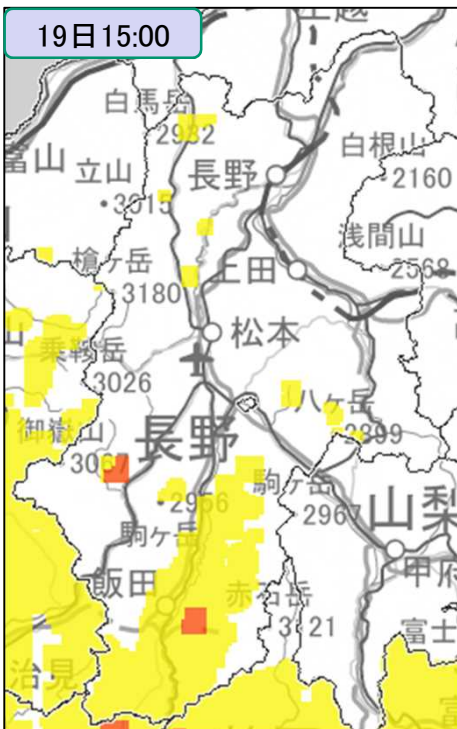 19日15:00
上越
白馬岳
2932
富山
立山
長野
白根山
・2160
・3015
浅間山
2568
槍ヶ岳
・3180
上田
松本
乗鞍岳
・3026
八ヶ岳
・2899
御嶽山
・3067
長野
・2956
駒ヶ岳
・2967
山梨
駒ヶ岳
飯田
赤石岳
甲府
3121
富士
治見